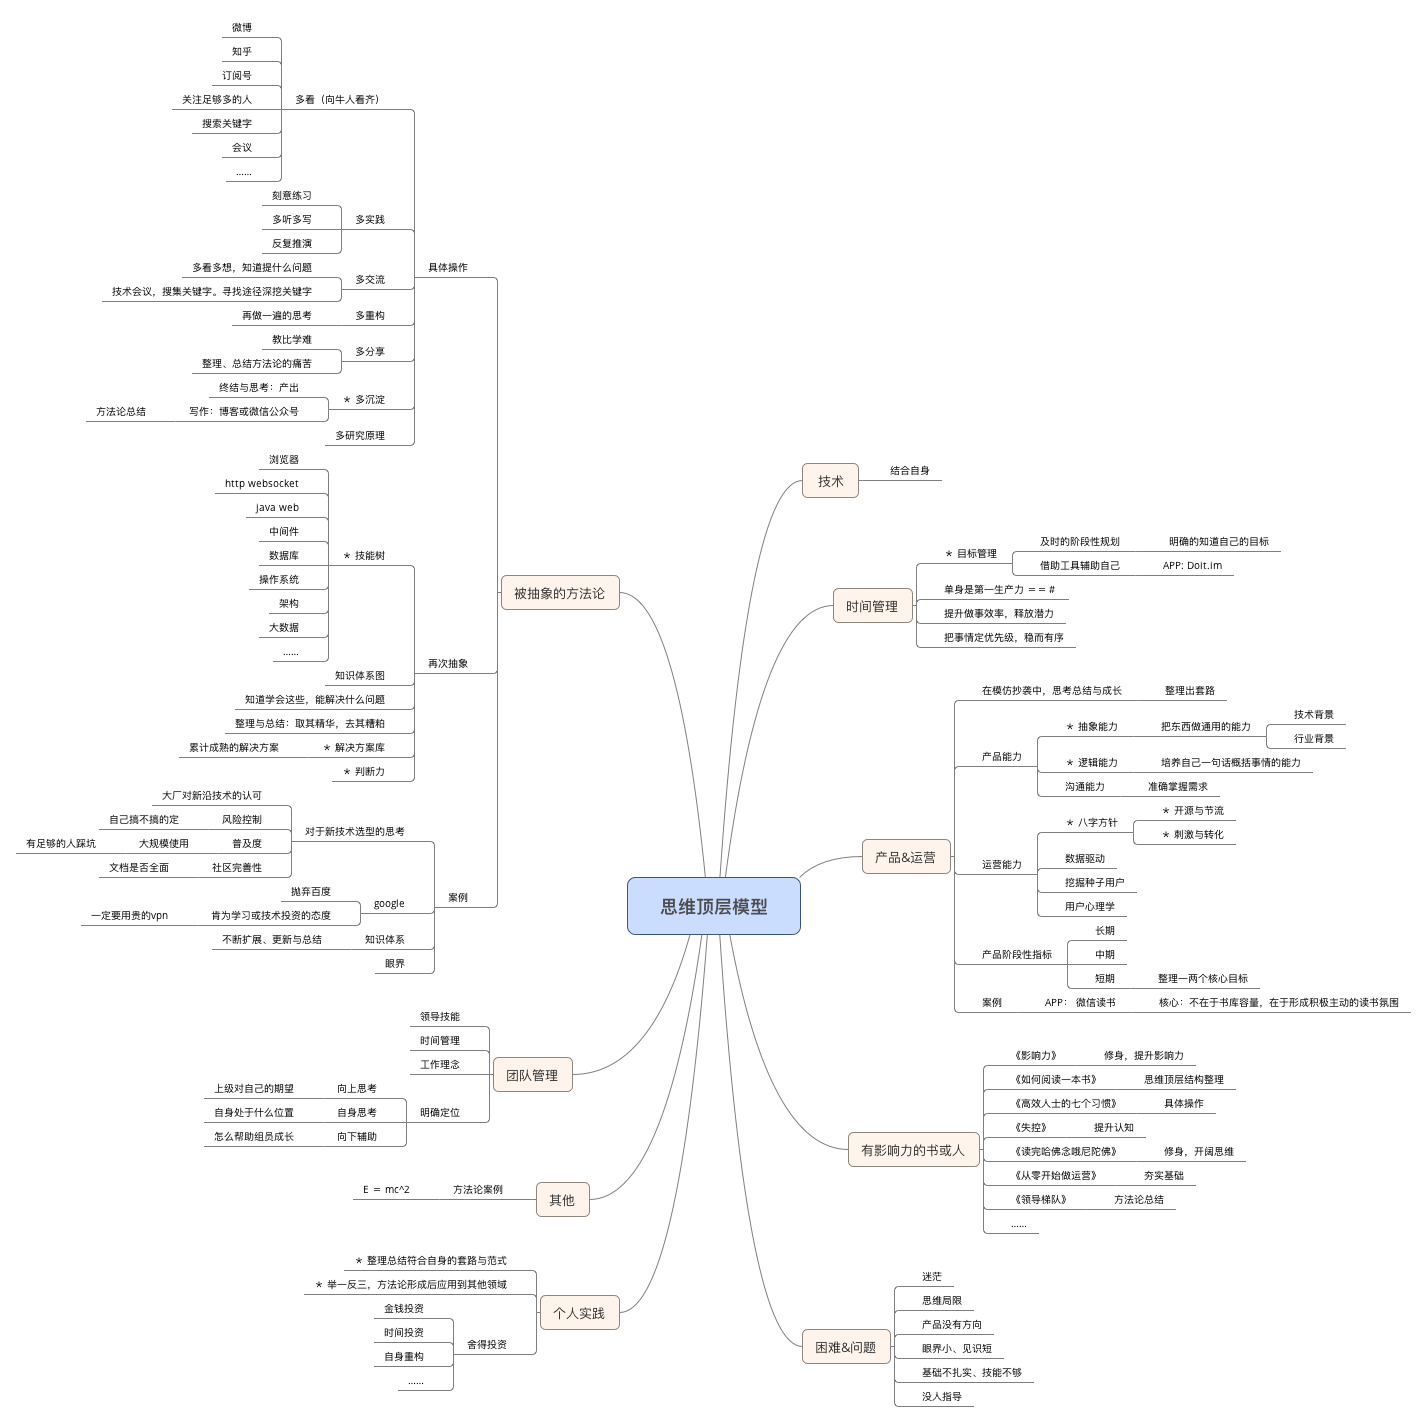 思维顶层模型
技术
结合自身
时间管理
* 目标管理
及时的阶段性规划
明确的知道自己的目标
借助工具辅助自己
APP: Doit.im
单身是第一生产力 == #
提升做事效率，释放潜力
把事情定优先级，稳而有序
产品&运营
在模仿抄袭中，思考总结与成长
整理出套路
产品能力
* 抽象能力
把东西做通用的能力
技术背景
行业背景
* 逻辑能力
培养自己一句话概括事情的能力
沟通能力
准确掌握需求
运营能力
* 八字方针
* 开源与节流
* 刺激与转化
数据驱动
挖掘种子用户
用户心理学
产品阶段性指标
长期
中期
短期
整理一两个核心目标
案例
APP： 微信读书
核心：不在于书库容量，在于形成积极主动的读书氛围
有影响力的书或人
《影响力》
修身，提升影响力
《如何阅读一本书》
思维顶层结构整理
《高效人士的七个习惯》
具体操作
《失控》
提升认知
《读完哈佛念哦尼陀佛》
修身，开阔思维
《从零开始做运营》
夯实基础
《领导梯队》
方法论总结
......
困难&问题
迷茫
思维局限
产品没有方向
眼界小、见识短
基础不扎实、技能不够
没人指导
被抽象的方法论
具体操作
多看（向牛人看齐）
微博
知乎
订阅号
关注足够多的人
搜索关键字
会议
......
多实践
刻意练习
多听多写
反复推演
多交流
多看多想，知道提什么问题
技术会议，搜集关键字。寻找途径深挖关键字
多重构
再做一遍的思考
多分享
教比学难
整理、总结方法论的痛苦
* 多沉淀
终结与思考：产出
写作：博客或微信公众号
方法论总结
多研究原理
再次抽象
* 技能树
浏览器
http websocket
java web
中间件
数据库
操作系统
架构
大数据
......
知识体系图
知道学会这些，能解决什么问题
整理与总结：取其精华，去其糟粕
* 解决方案库
累计成熟的解决方案
* 判断力
案例
对于新技术选型的思考
大厂对新沿技术的认可
风险控制
自己搞不搞的定
普及度
大规模使用
有足够的人踩坑
社区完善性
文档是否全面
google
抛弃百度
肯为学习或技术投资的态度
一定要用贵的vpn
知识体系
不断扩展、更新与总结
眼界
团队管理
领导技能
时间管理
工作理念
明确定位
向上思考
上级对自己的期望
自身思考
自身处于什么位置
向下辅助
怎么帮助组员成长
其他
方法论案例
E = mc^2
个人实践
* 整理总结符合自身的套路与范式
* 举一反三，方法论形成后应用到其他领域
舍得投资
金钱投资
时间投资
自身重构
......